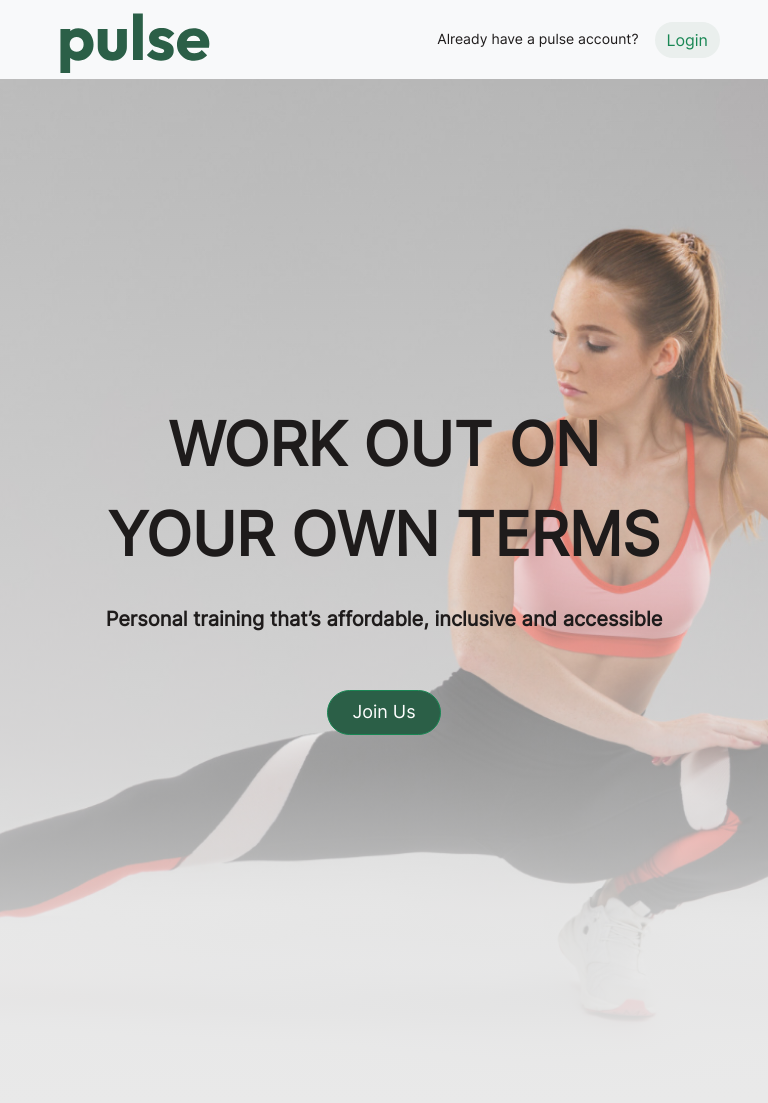 pulse
Already have a pulse account?
Login
WORK OUT ON
YOUR OWN TERMS
Personal training that’s affordable, inclusive and accessible
Join Us